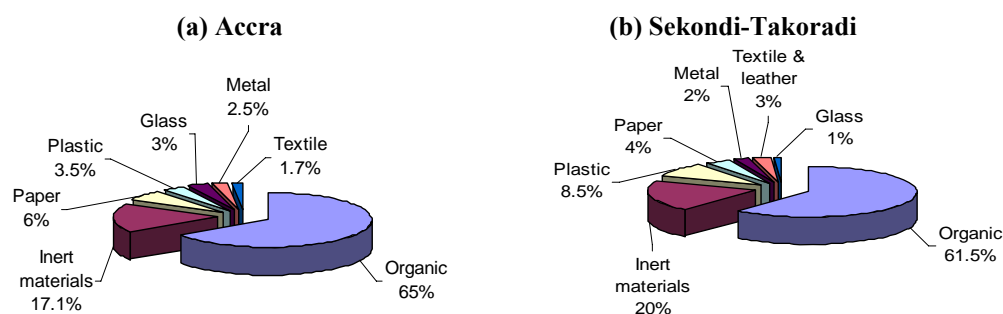 (a) Accra
Metal
2.5%
Glass
3%
Textile
1.7%
Plastic
3.5%
Paper
6%
Inert
materials
17.1%
Organic
65%
(b) Sekondi-Takoradi
Textile &
leather
3%
Metal
2%
Glass
1%
Paper
4%
Plastic
8.5%
Organic
61.5%
Inert
materials
20%